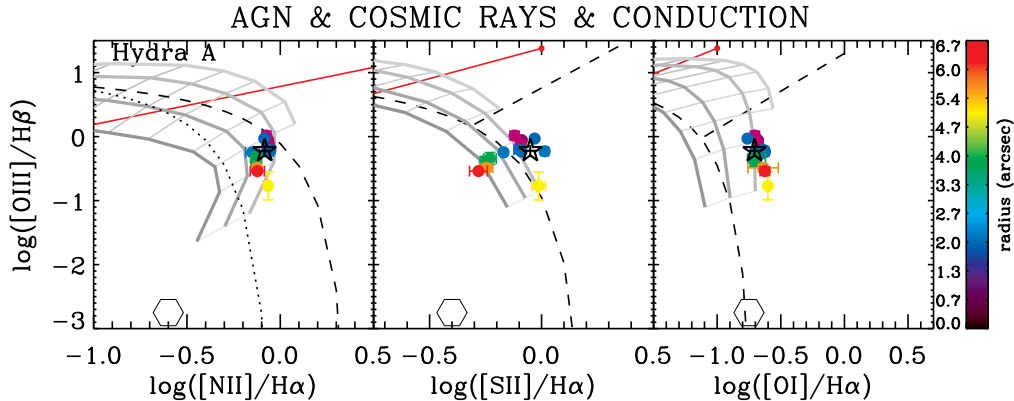 AGN & COSMIC RAYS & CONDUCTION
Hydra A
log([OIII]/Hβ)
1
0
−1
−2
−3
−1.0 −0.5 0.0 0.5 −0.5 0.0 0.5 −1.0 −0.5 0.0 0.5
log([NII]/Hα) log([SII]/Hα) log([OI]/Hα)
6.7
6.0
5.4
4.7
4.0
3.3
2.7
2.0
1.3
0.7
0.0
radius (arcsec)